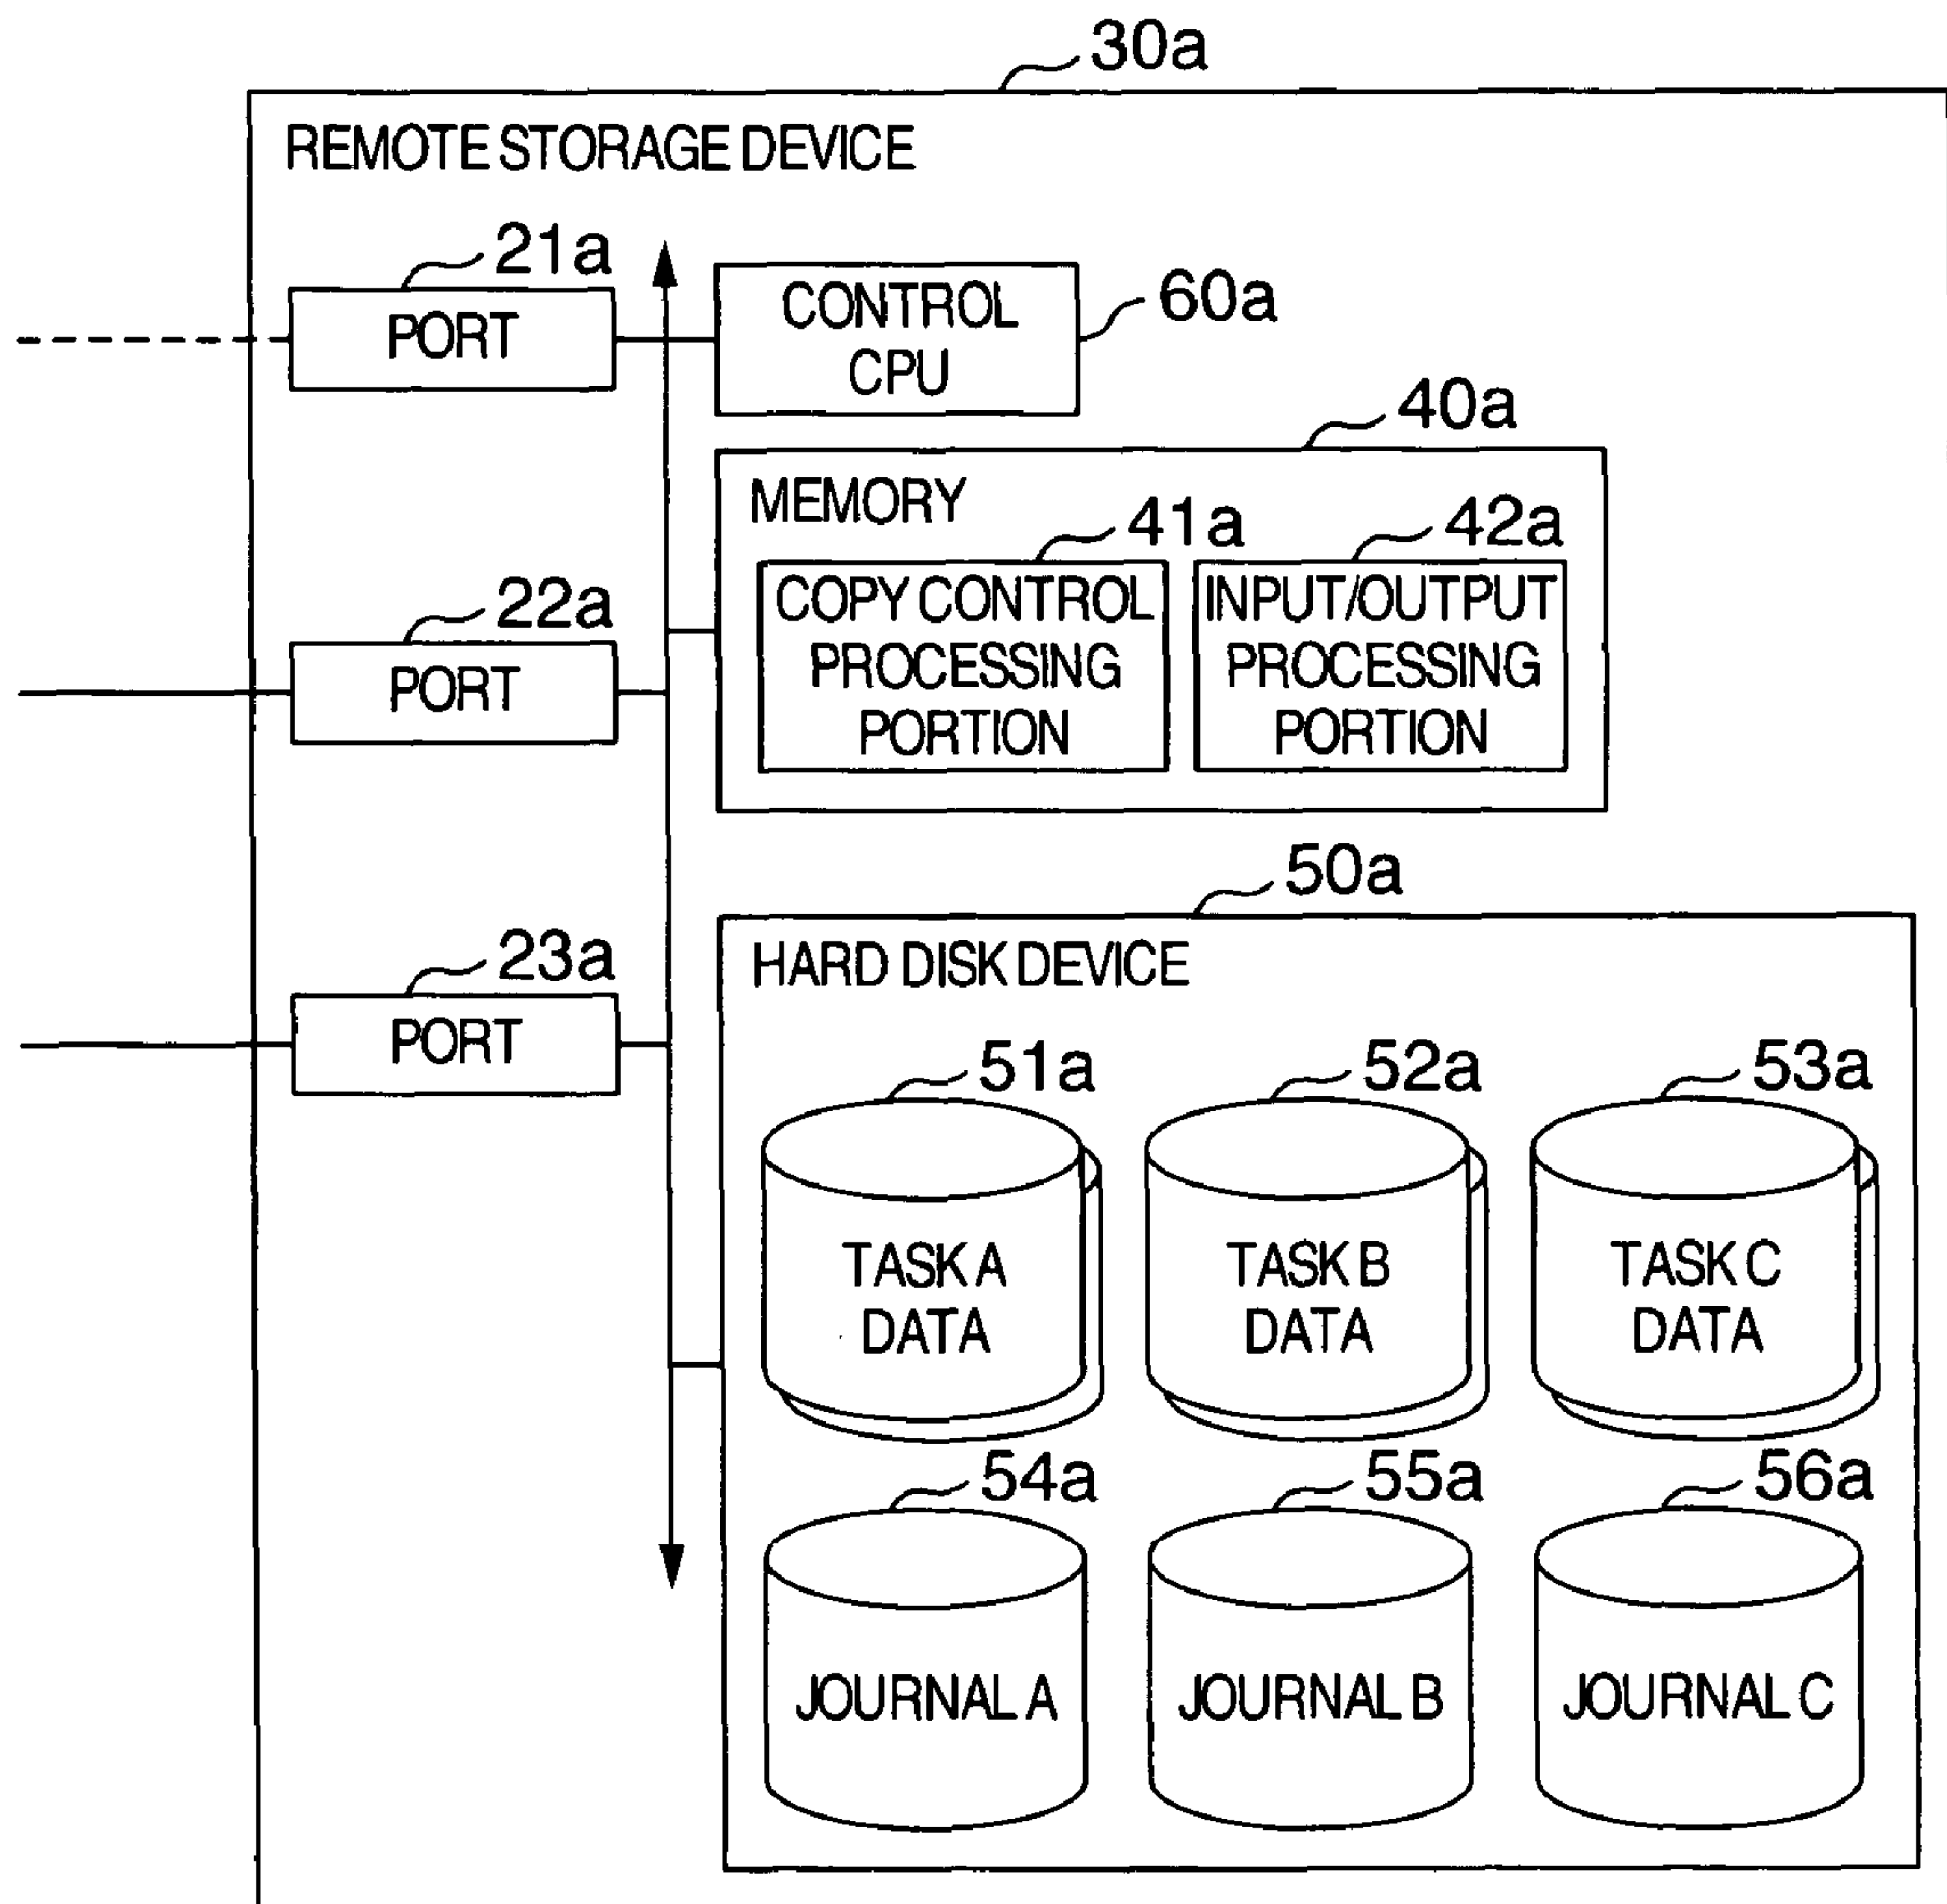 30a
REMOTE STORAGE DEVICE
21a
PORT
CONTROL
CPU
60a
40a
MEMORY
41a
42a
COPY CONTROL
PROCESSING
PORTION
INPUT/OUTPUT
PROCESSING
PORTION
22a
PORT
50a
HARD DISK DEVICE
23a
PORT
51a
52a
53a
TASK A
DATA
TASK B
DATA
TASK C
DATA
54a
55a
56a
JOURNAL A
JOURNAL B
JOURNAL C